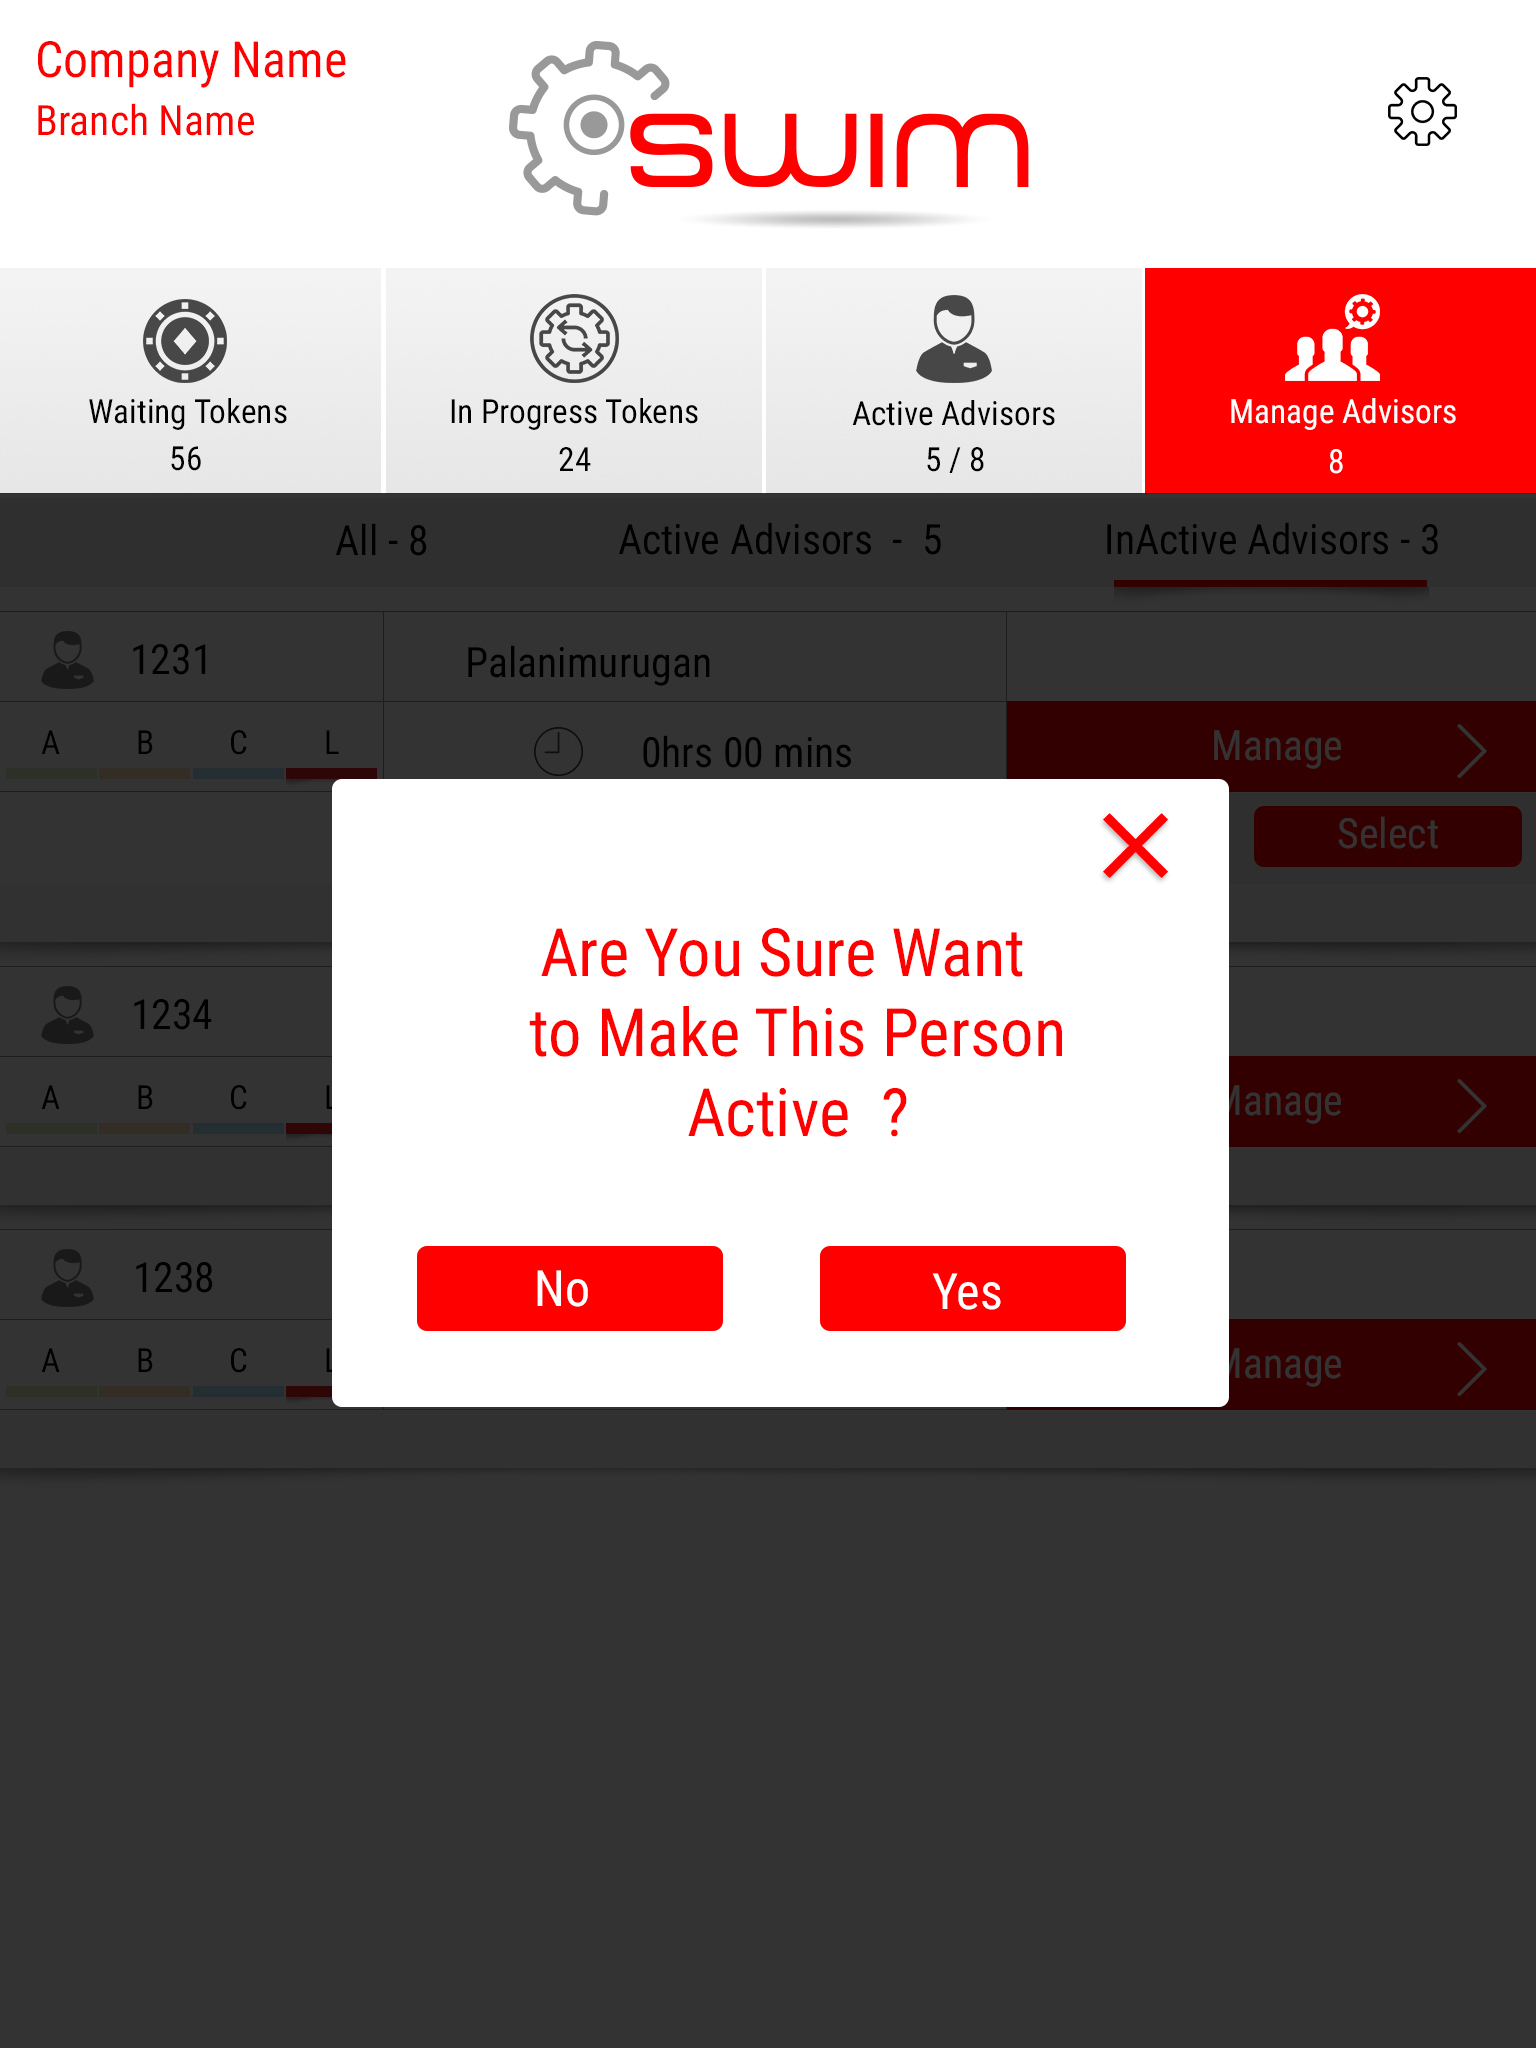 Company Name
Branch Name
swim
Waiting Tokens
56
In Progress Tokens
24
Active Advisors
5 / 8
Manage Advisors
8
All - 8
Active Advisors - 5
InActive Advisors - 3
1231
Palanimurugan
A B C L
0hrs 00 mins
Manage
Select
Are You Sure Want
to Make This Person
Active ?
No
Yes
1234
A B C L
Manage
1238
A B C L
Manage